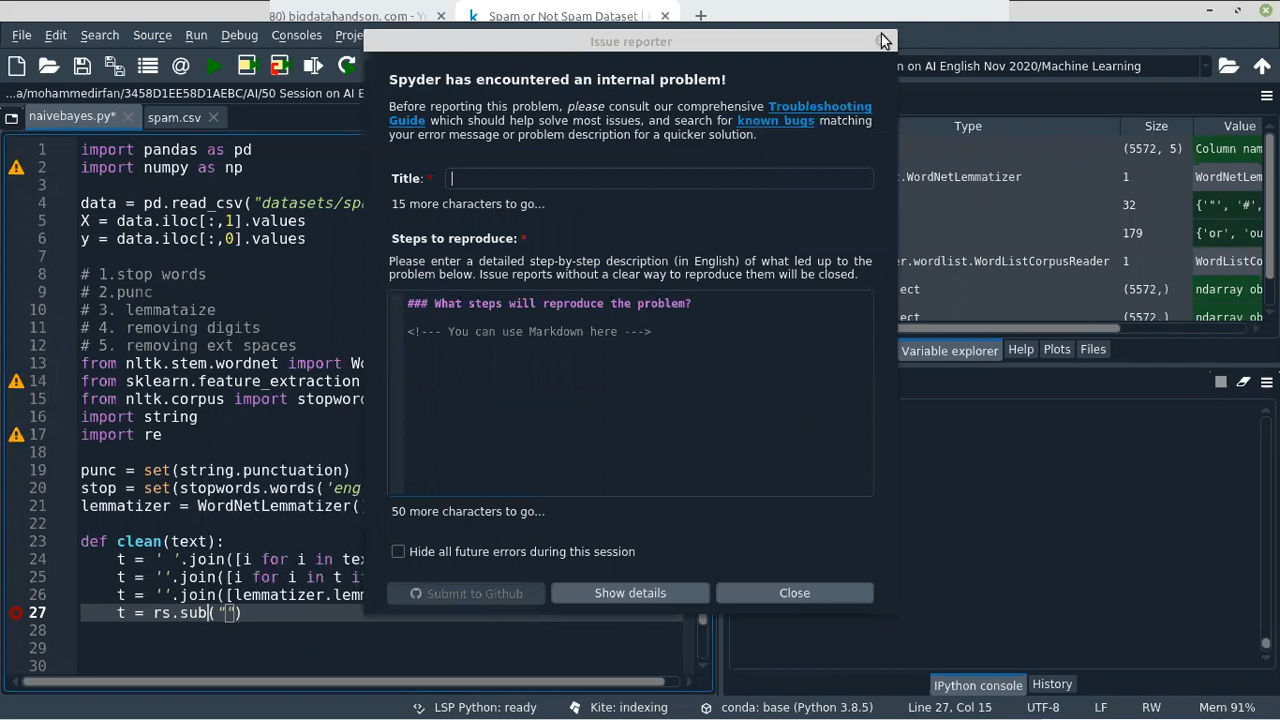 80) bigdatahandson. com - Yo
Spam or Not Spam Dataset |
File Edit Search Source Run Debug Consoles Proje
Issue reporter
on on AI English Nov 2020/Machine Learning
...a/mohammedirfan/3458D1EE58D1AEBC/AI/50 Session on AI E
naivebayes.py*
spam.csv
1 import pandas as pd
2 import numpy as np
3
4 data = pd.read_csv("datasets/spa
5 X = data.iloc[:,1].values
6 y = data.iloc[:,0].values
7
8 # 1.stop words
9 # 2.punc
10 # 3. lemmataize
11 # 4. removing digits
12 # 5. removing ext spaces
13 from nltk.stem.wordnet import Wo
14 from sklearn.feature_extraction
15 from nltk.corpus import stopword
16 import string
17 import re
18
19 punc = set(string.punctuation)
20 stop = set(stopwords.words('eng
21 lemmatizer = WordNetLemmatizer()
22
23 def clean(text):
24 t = ' '.join([i for i in tex
25 t = ''.join([i for i in t if
26 t = ''.join([lemmatizer.lemm
27 t = rs.sub("")
28
29
30
Spyder has encountered an internal problem!
Before reporting this problem, please consult our comprehensive Troubleshooting
Guide which should help solve most issues, and search for known bugs matching
your error message or problem description for a quicker solution.
Title: *
15 more characters to go...
Steps to reproduce: *
Please enter a detailed step-by-step description (in English) of what led up to the
problem below. Issue reports without a clear way to reproduce them will be closed.
### What steps will reproduce the problem?
<!--- You can use Markdown here --->
50 more characters to go...
Hide all future errors during this session
Submit to Github
Show details
Close
Type Size Value
(5572, 5) Column nam
.WordNetLemmatizer 1 WordNetLem
32 {'"', '#',
179 {'or', 'ou
er.wordlist.WordListCorpusReader 1 WordListCo
ect (5572,) ndarray ob
ect (5572,) ndarray ob
Variable explorer Help Plots Files
IPython console History
LSP Python: ready Kite: indexing conda: base (Python 3.8.5) Line 27, Col 15 UTF-8 LF RW Mem 91%